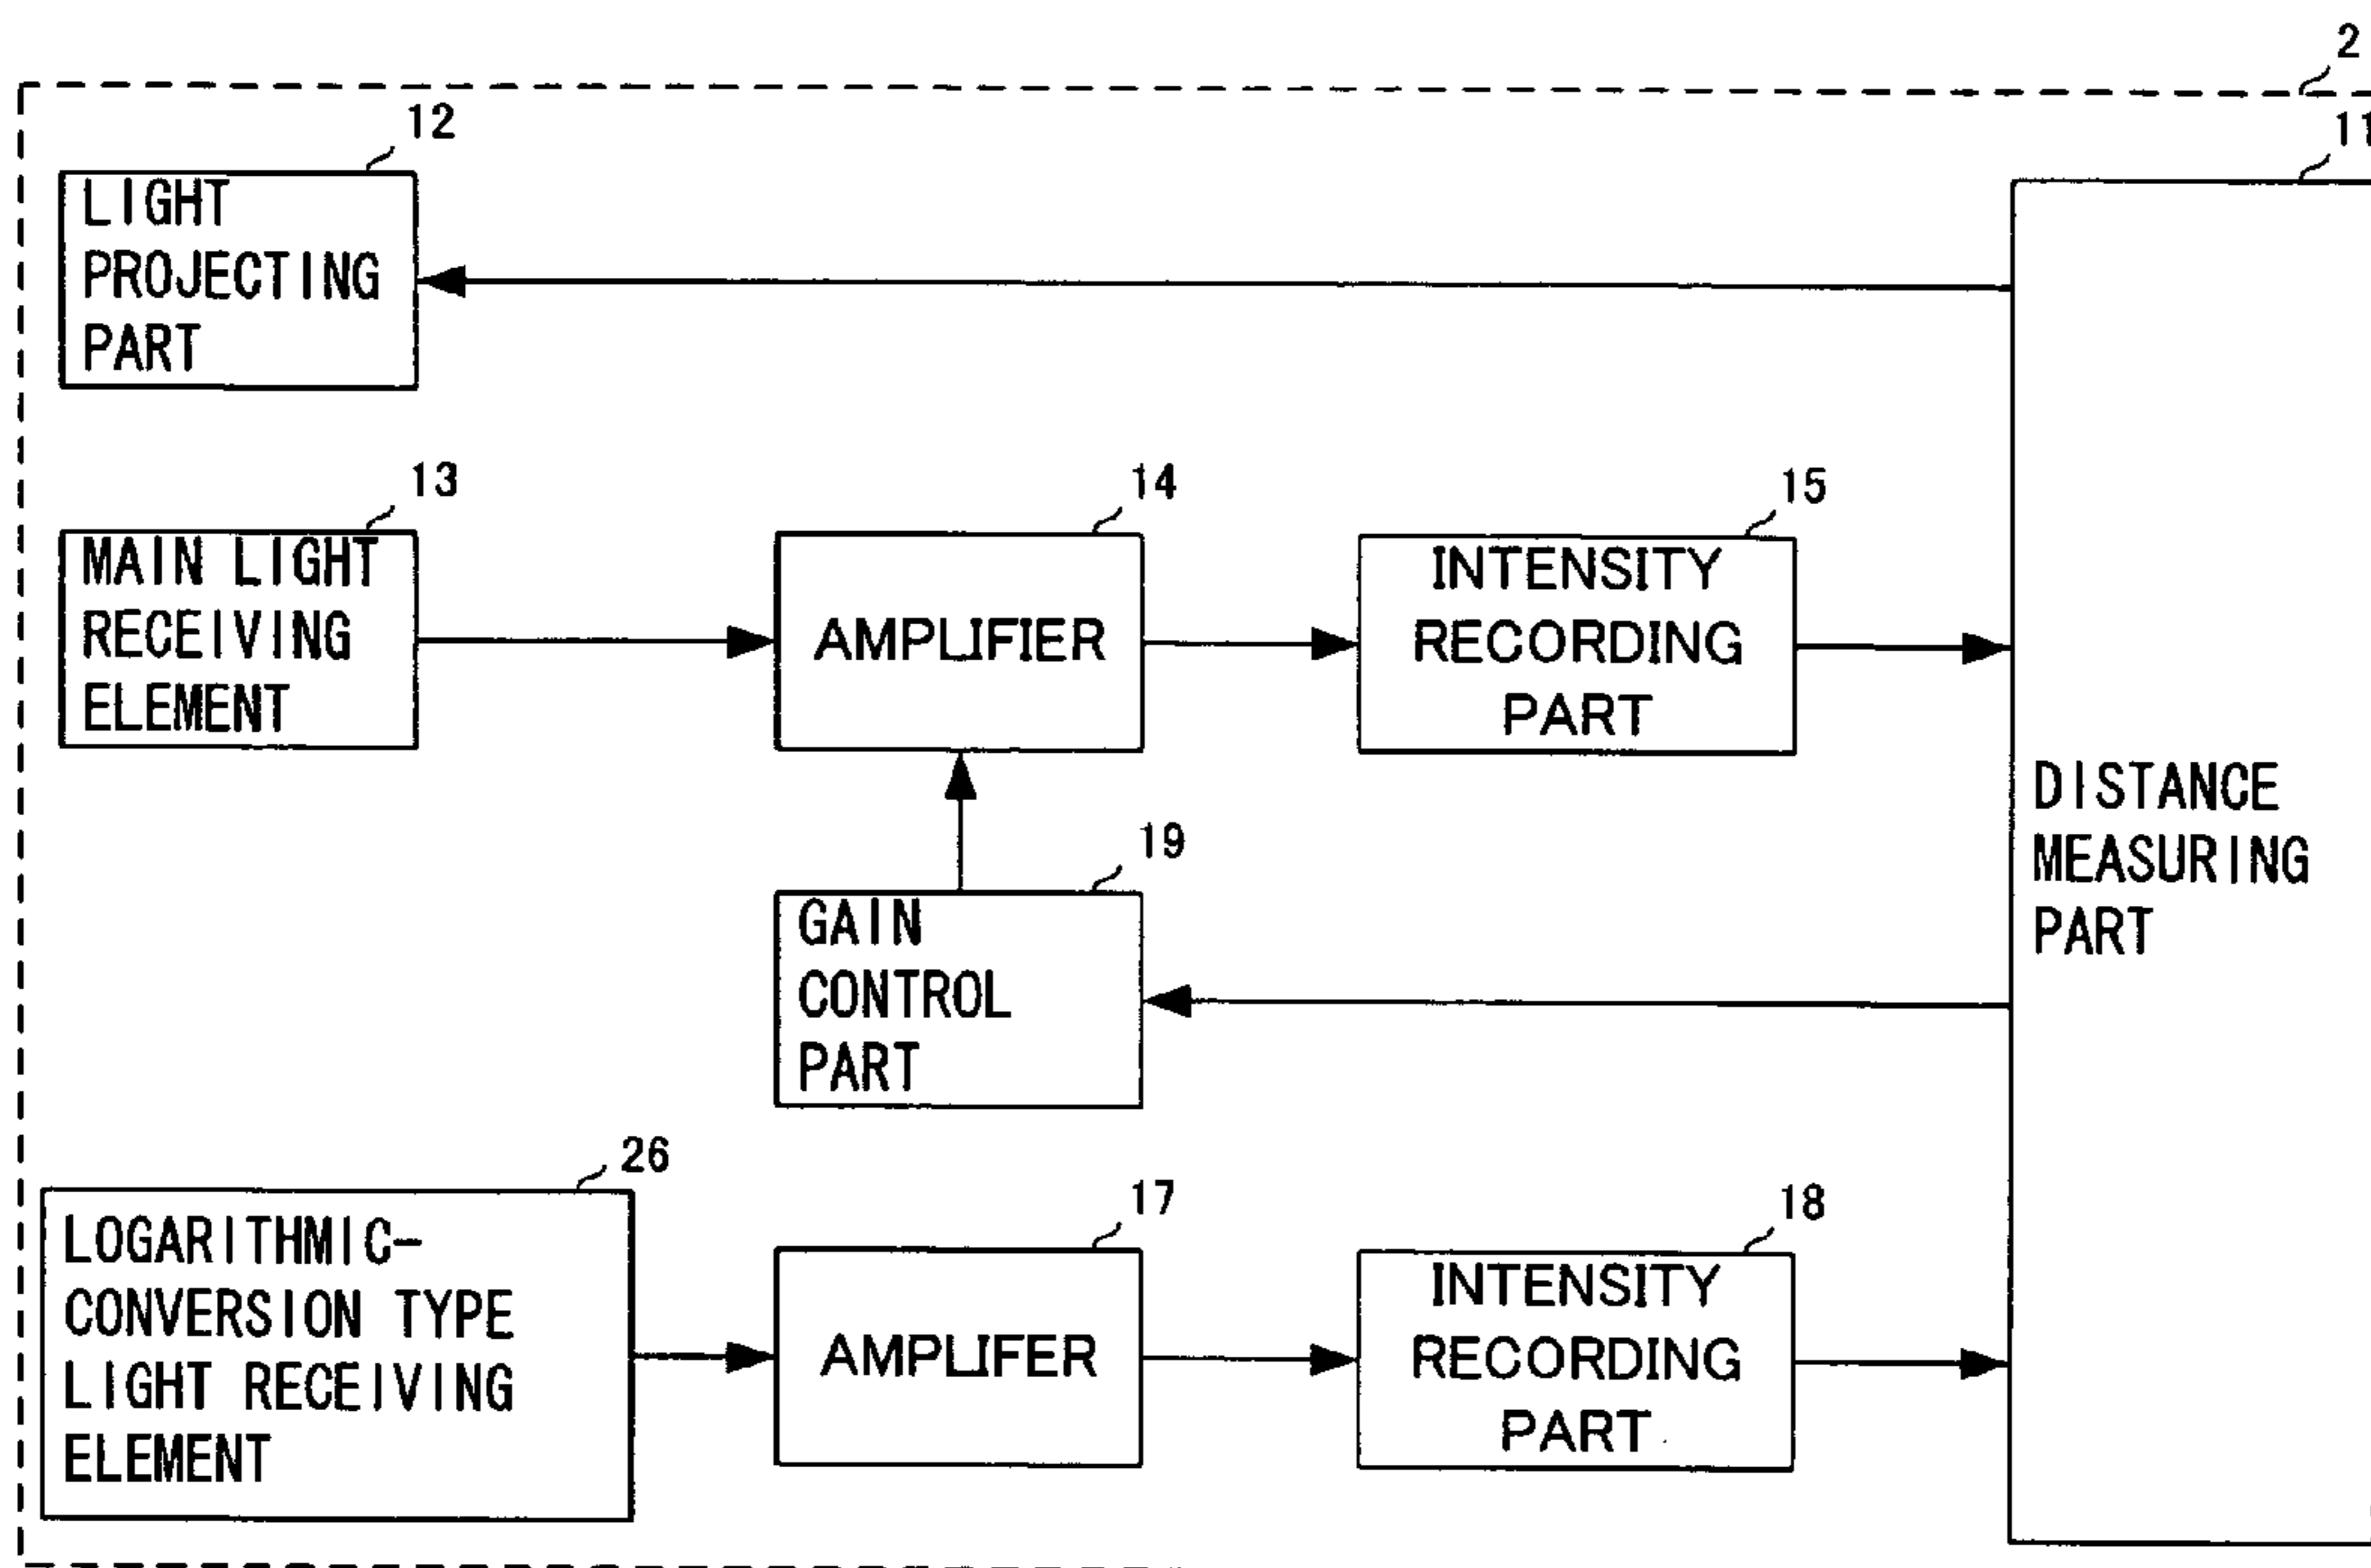 2
11
12
LIGHT
PROJECTING
PART
13
MAIN LIGHT
RECEIVING
ELEMENT
14
AMPLIFIER
15
INTENSITY
RECORDING
PART
DISTANCE
MEASURING
PART
19
GAIN
CONTROL
PART
26
LOGARITHMIC-
CONVERSION TYPE
LIGHT RECEIVING
ELEMENT
17
AMPLIFER
18
INTENSITY
RECORDING
PART